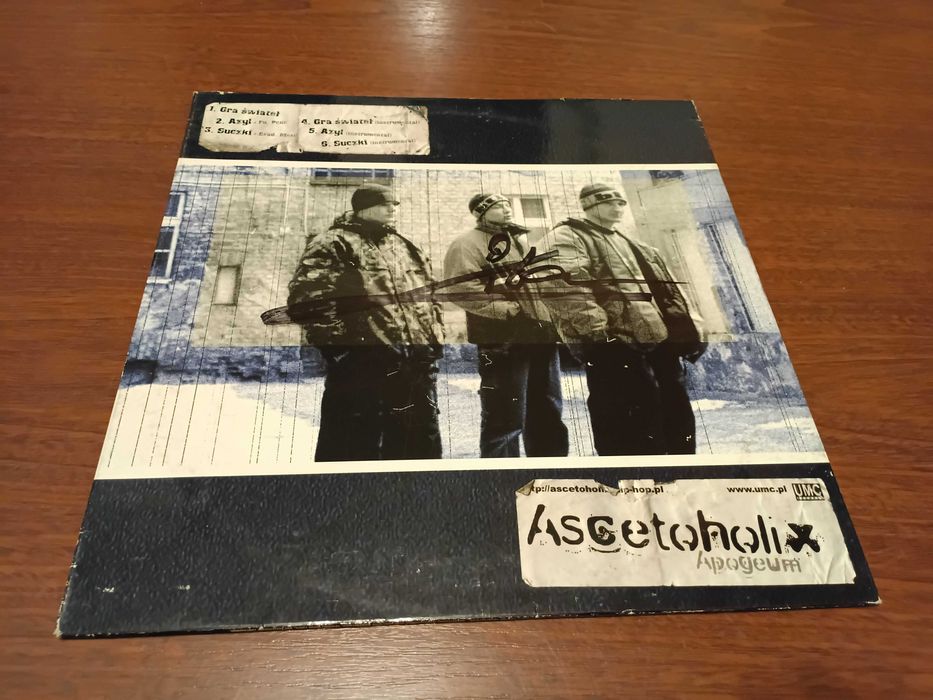 1. Gra świateł
2. Azyl
3. Suczki
4. Gra świateł (instrumental)
5. Azyl (instrumental)
6. Suczki (instrumental)
www.umc.pl
UMC
Ascetoholix
Apogeum